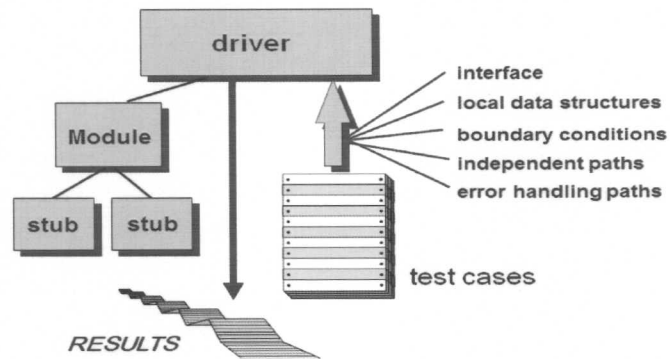 driver
interface
local data structures
boundary conditions
independent paths
error handling paths
Module
stub
stub
test cases
RESULTS